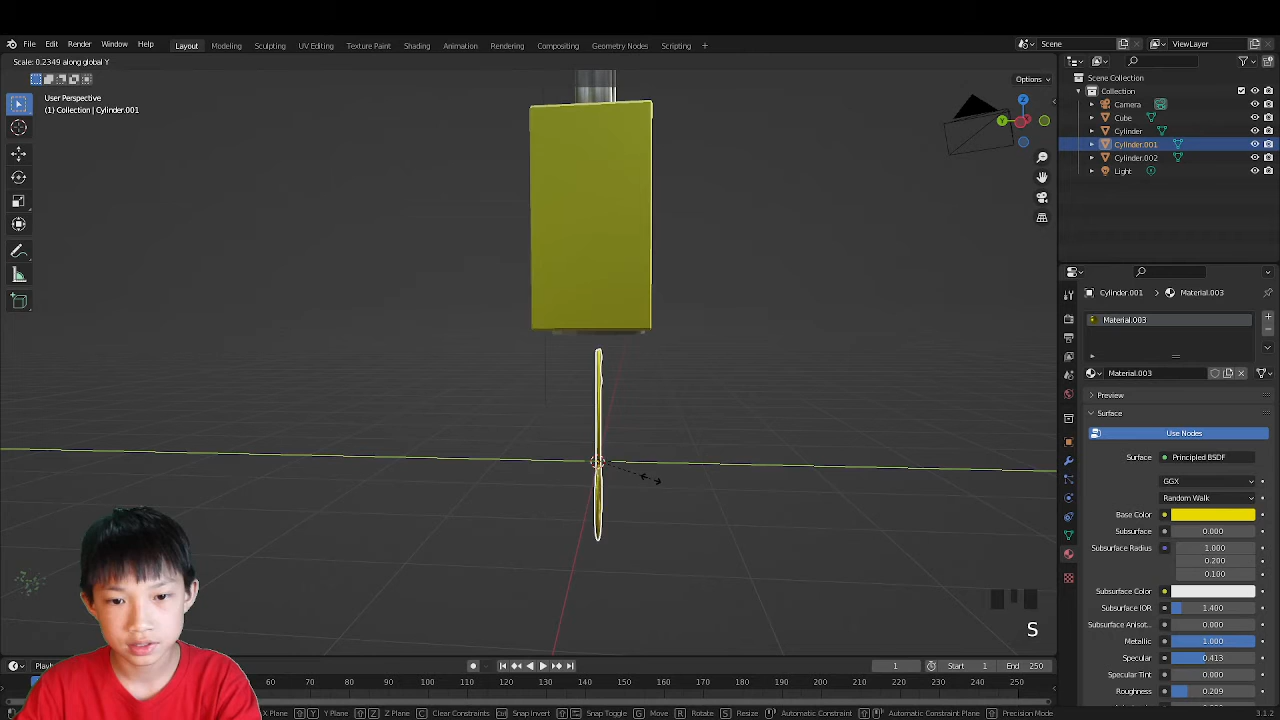 File Edit Render Window Help Layout Modeling Sculpting UV Editing Texture Paint Shading Animation Rendering Compositing Geometry Nodes Scripting + Scene ViewLayer
Scale: 0.2349 along global Y
Options
User Perspective
(1) Collection | Cylinder.001
Z
Y
Scene Collection
Collection
Camera
Cube
Cylinder
Cylinder.001
Cylinder.002
Light
Cylinder.001 > Material.003
Material.003
Material.003
Preview
Surface
Use Nodes
Surface Principled BSDF
GGX
Random Walk
Base Color
Subsurface 0.000
Subsurface Radius 1.000
0.200
0.100
Subsurface Color
Subsurface IOR 1.400
Subsurface Anisot... 0.000
Metallic 1.000
Specular 0.413
Specular Tint 0.000
Roughness 0.209
S
1 Start 1 End 250
60 70 80 90 100 110 120 130 140 150 160 170 180 190 200 210 220 230 240 250
X Plane Y Plane Z Plane C Clear Constraints Snap Invert Snap Toggle G Move R Rotate S Resize Automatic Constraint Automatic Constraint Plane Precision Mode 3.1.2